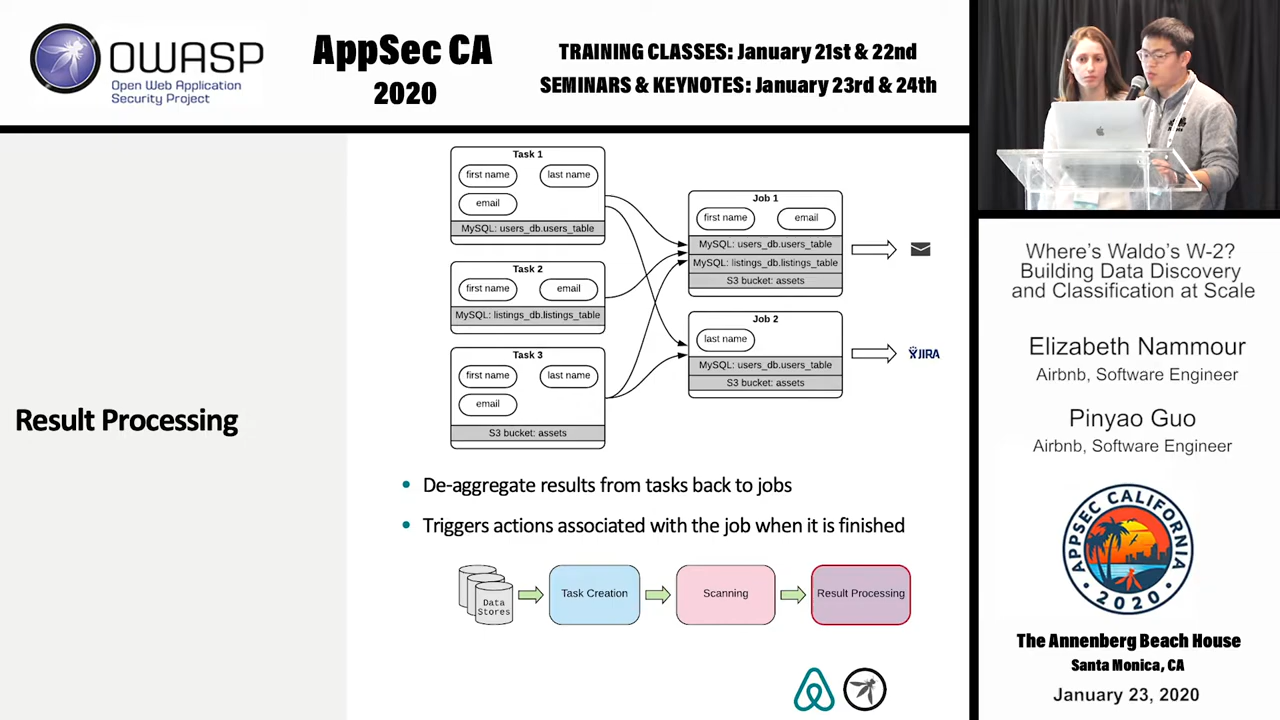 OWASP
Open Web Application
Security Project
AppSec CA
2020
TRAINING CLASSES: January 21st & 22nd
SEMINARS & KEYNOTES: January 23rd & 24th
Result Processing
Task 1
first name
last name
email
MySQL: users_db.users_table
Task 2
first name
email
MySQL: listings_db.listings_table
Task 3
first name
last name
email
S3 bucket: assets
Job 1
first name
email
MySQL: users_db.users_table
MySQL: listings_db.listings_table
S3 bucket: assets
Job 2
last name
MySQL: users_db.users_table
S3 bucket: assets
JIRA
• De-aggregate results from tasks back to jobs
• Triggers actions associated with the job when it is finished
Data
Stores
Task Creation
Scanning
Result Processing
Where's Waldo's W-2?
Building Data Discovery
and Classification at Scale
Elizabeth Nammour
Airbnb, Software Engineer
Pinyao Guo
Airbnb, Software Engineer
APPSEC CALIFORNIA
• 2020 •
The Annenberg Beach House
Santa Monica, CA
January 23, 2020